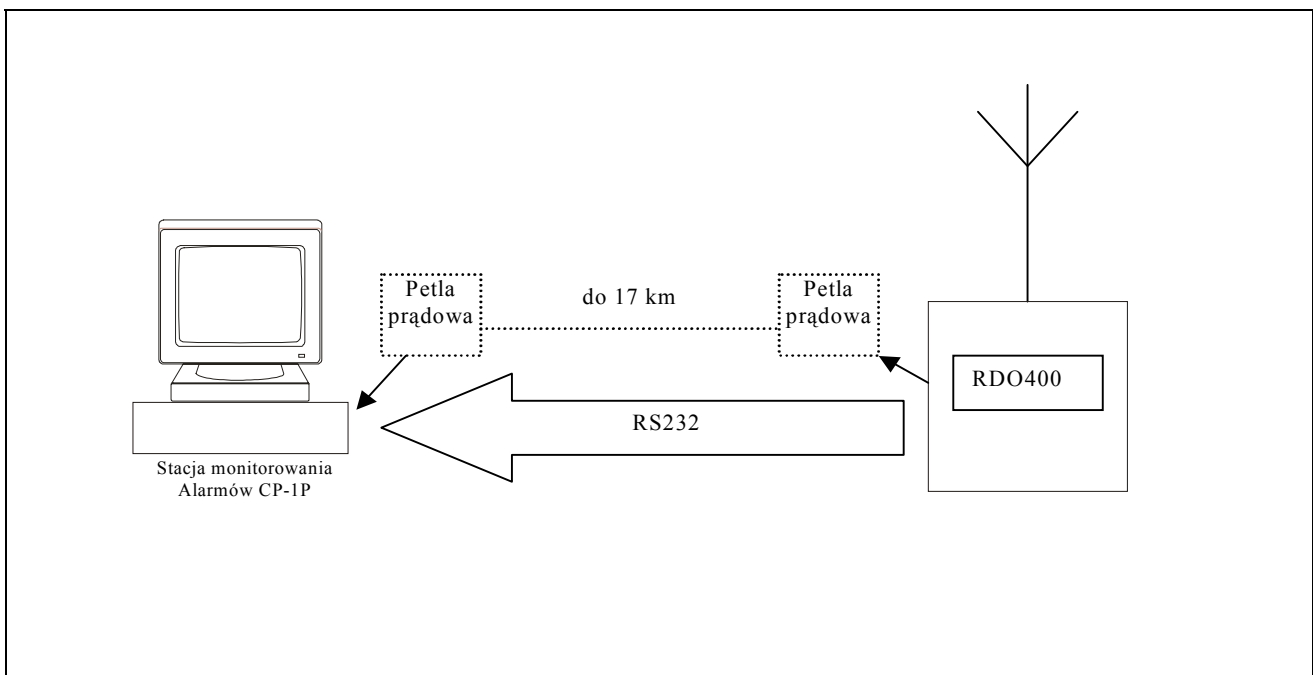 Petla
prądowa
do 17 km
Petla
prądowa
RDO400
RS232
Stacja monitorowania
Alarmów CP-1P